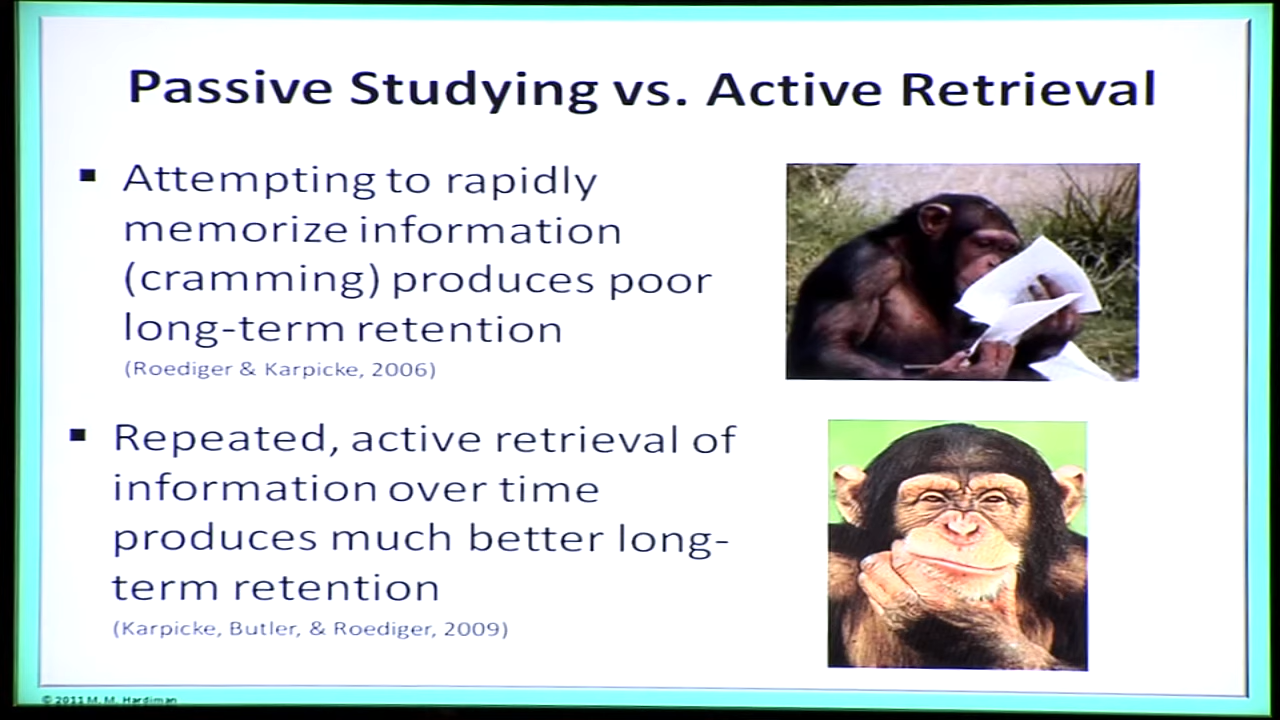 Passive Studying vs. Active Retrieval
▪ Attempting to rapidly
memorize information
(cramming) produces poor
long-term retention
(Roediger & Karpicke, 2006)
▪ Repeated, active retrieval of
information over time
produces much better long-
term retention
(Karpicke, Butler, & Roediger, 2009)
© 2011 M. M. Hardiman